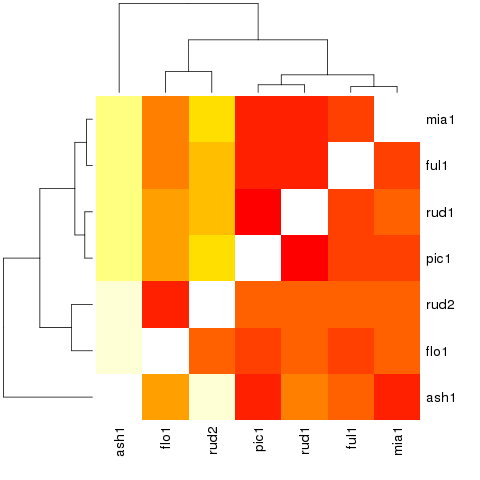 mia1
ful1
rud1
pic1
rud2
flo1
ash1
ash1 flo1 rud2 pic1 rud1 ful1 mia1